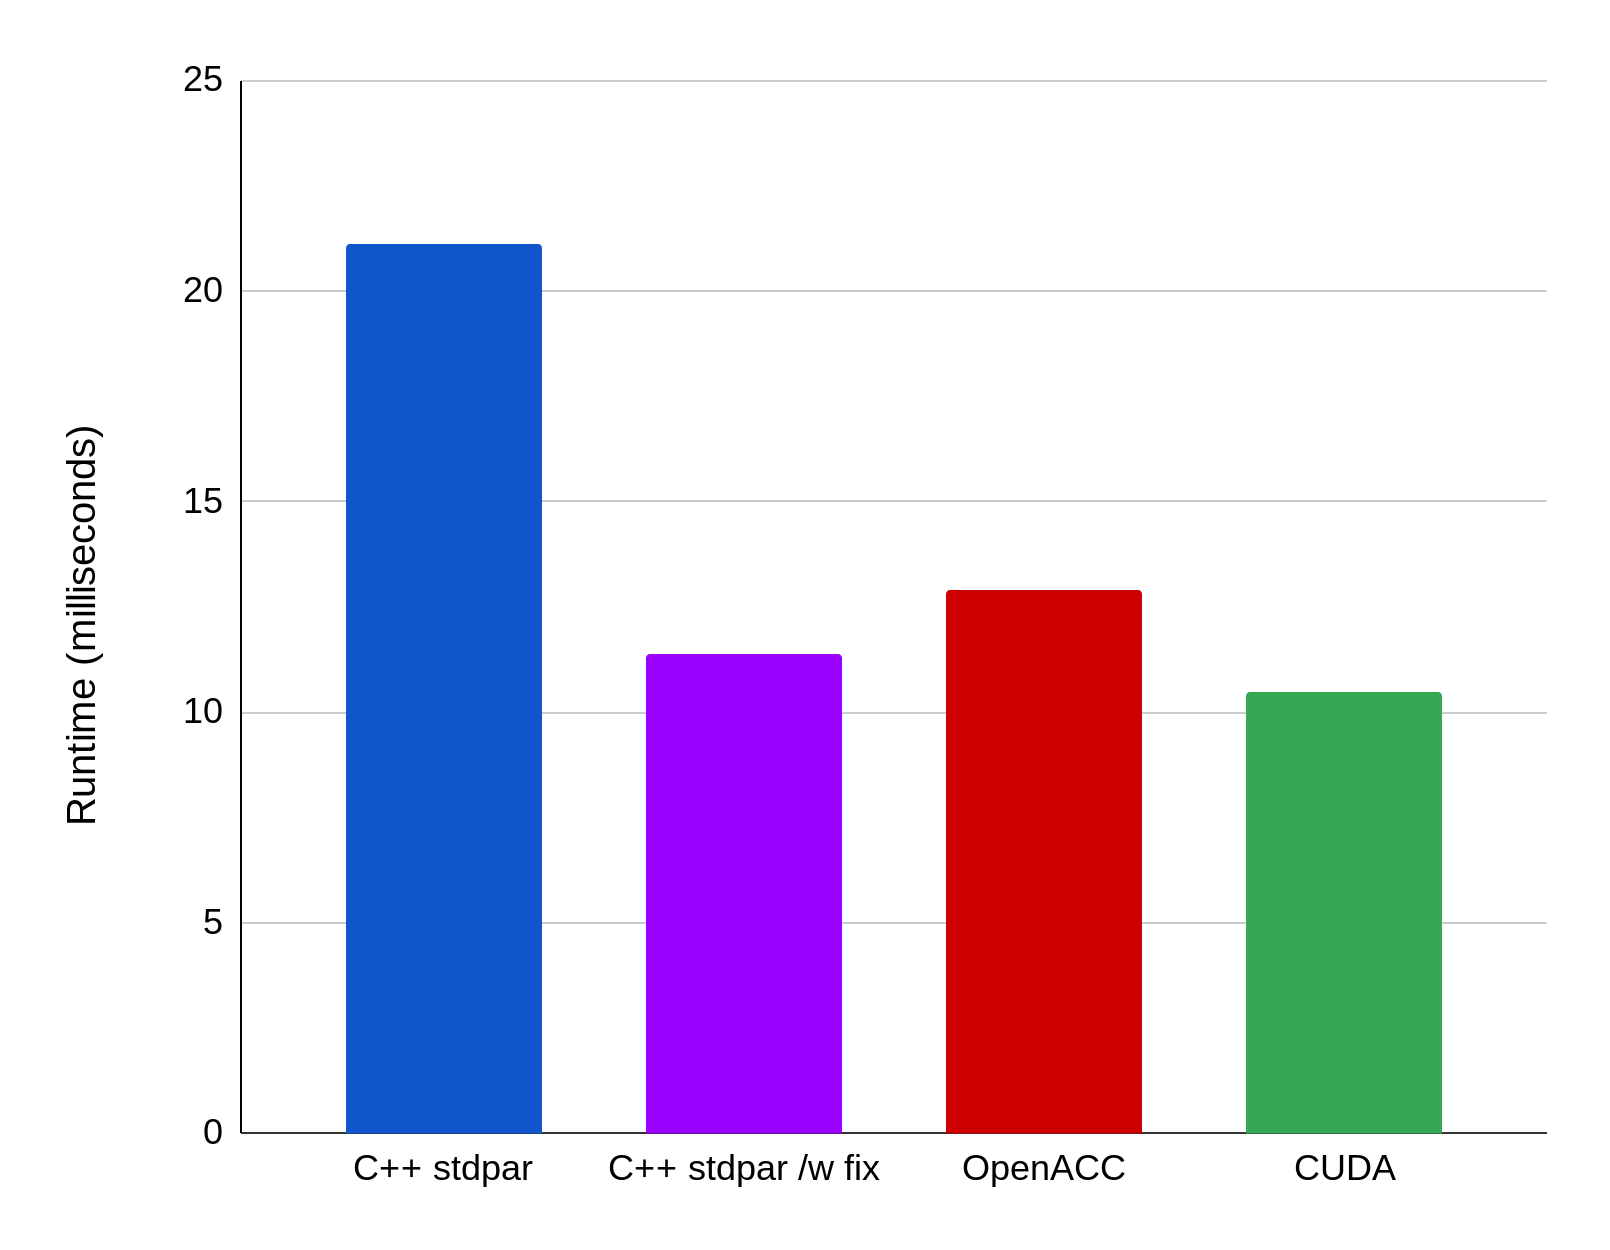 25
20
15
10
5
0
Runtime (milliseconds)
C++ stdpar
C++ stdpar /w fix
OpenACC
CUDA